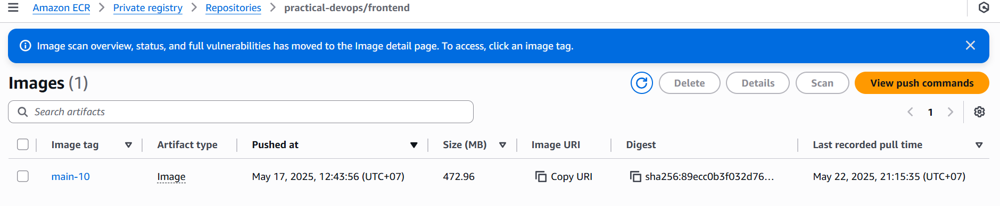 Amazon ECR > Private registry > Repositories > practical-devops/frontend
Image scan overview, status, and full vulnerabilities has moved to the Image detail page. To access, click an image tag.
Images (1)
Delete
Details
Scan
View push commands
Search artifacts
1
Image tag
Artifact type
Pushed at
Size (MB)
Image URI
Digest
Last recorded pull time
main-10
Image
May 17, 2025, 12:43:56 (UTC+07)
472.96
Copy URI
sha256:89ecc0b3f032d76...
May 22, 2025, 21:15:35 (UTC+07)